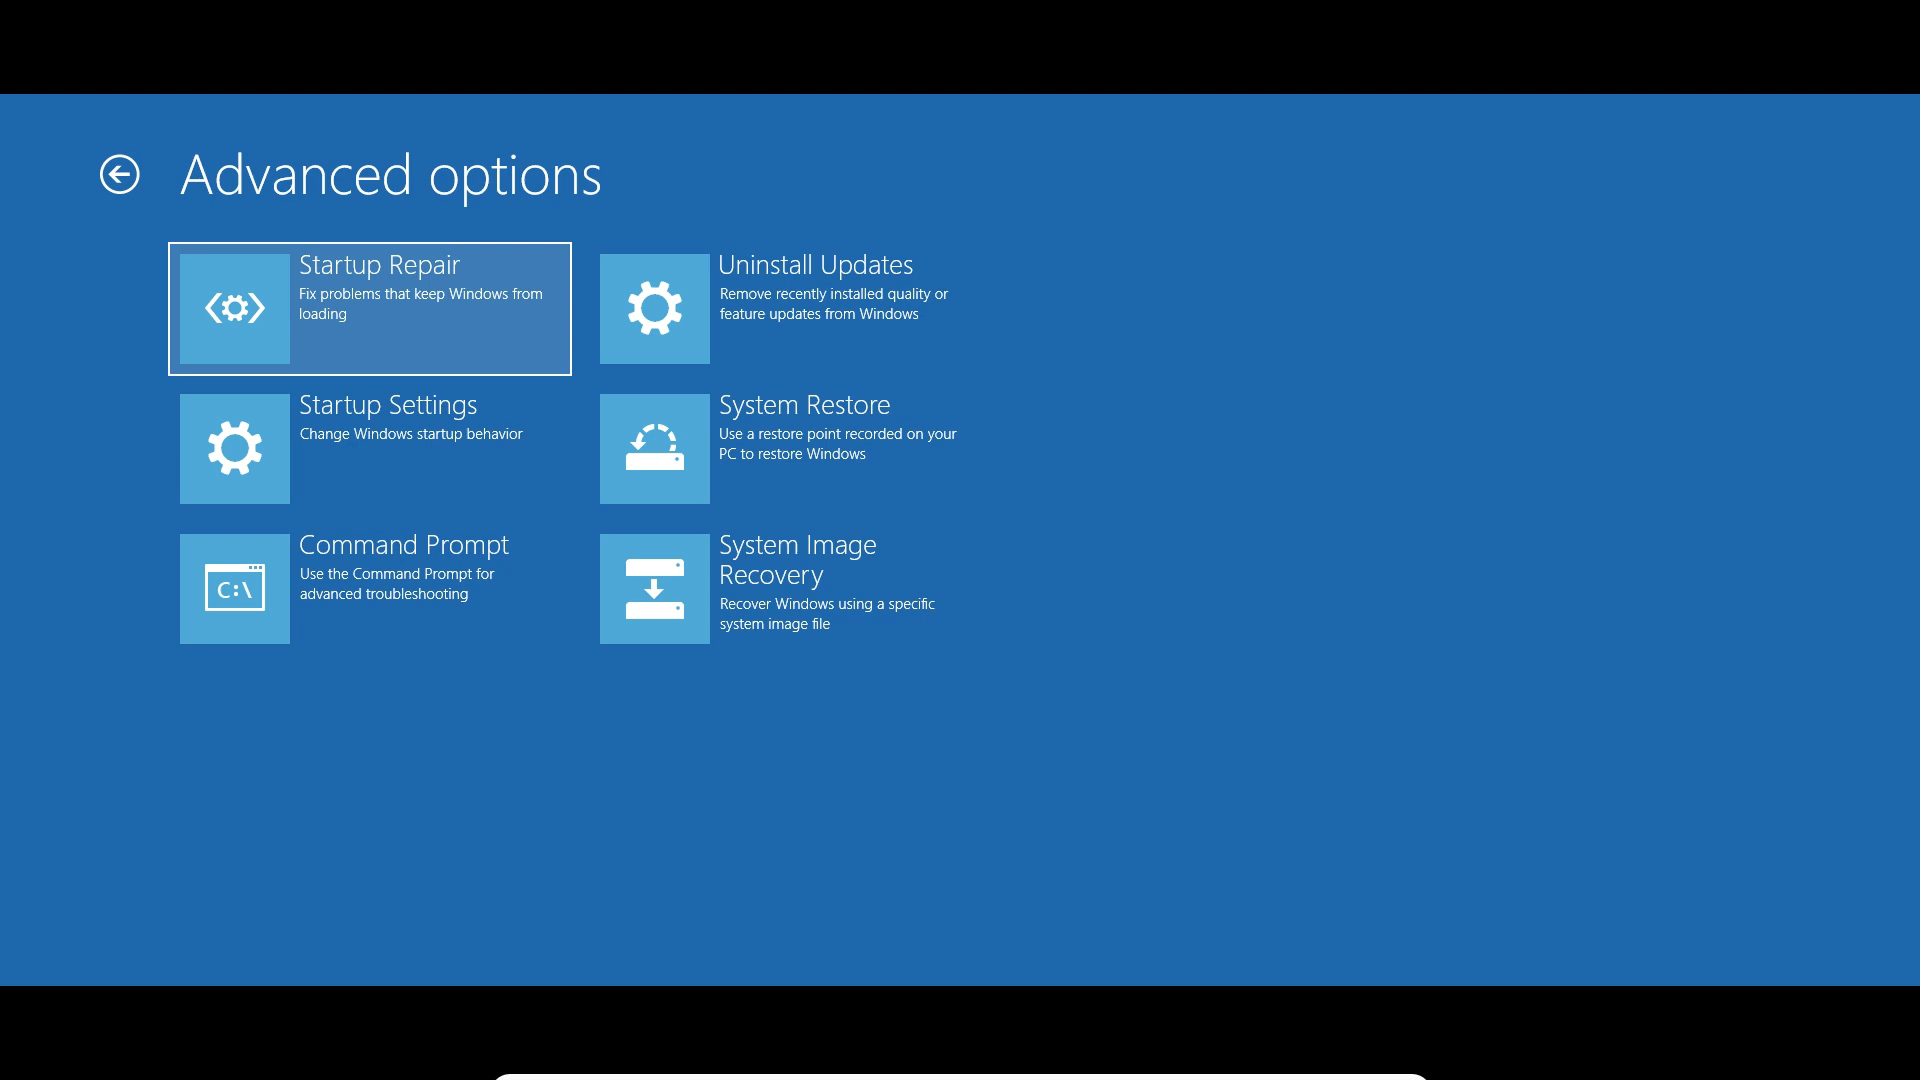 Advanced options
Startup Repair
Fix problems that keep Windows from
loading
Uninstall Updates
Remove recently installed quality or
feature updates from Windows
Startup Settings
Change Windows startup behavior
System Restore
Use a restore point recorded on your
PC to restore Windows
C:\
Command Prompt
Use the Command Prompt for
advanced troubleshooting
System Image
Recovery
Recover Windows using a specific
system image file